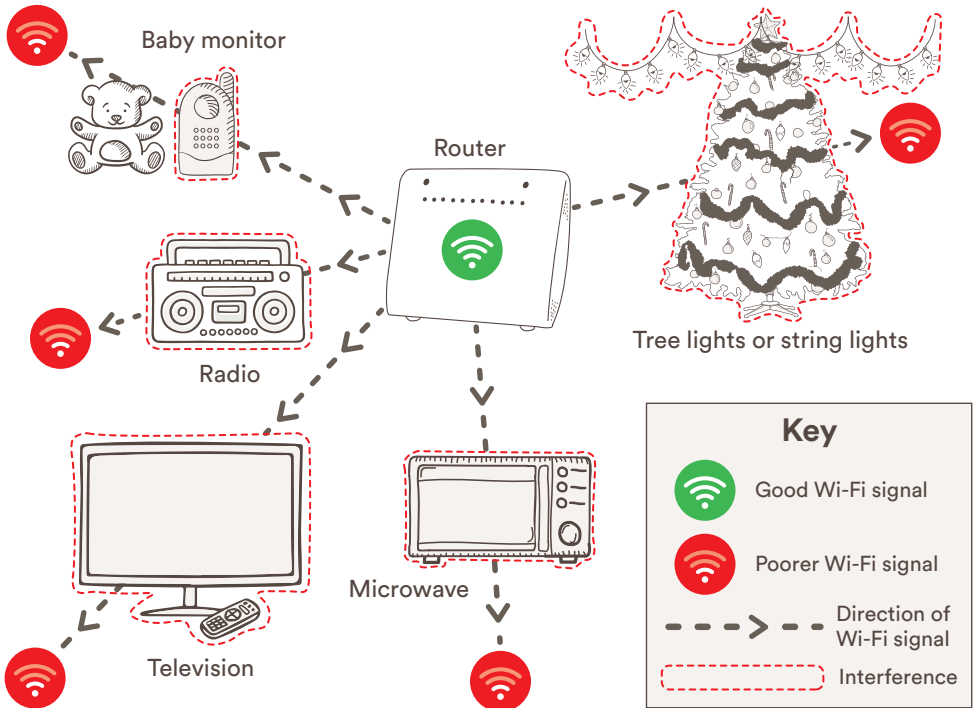 Baby monitor
Router
Tree lights or string lights
Radio
Television
Microwave
Key
Good Wi-Fi signal
Poorer Wi-Fi signal
Direction of
Wi-Fi signal
Interference